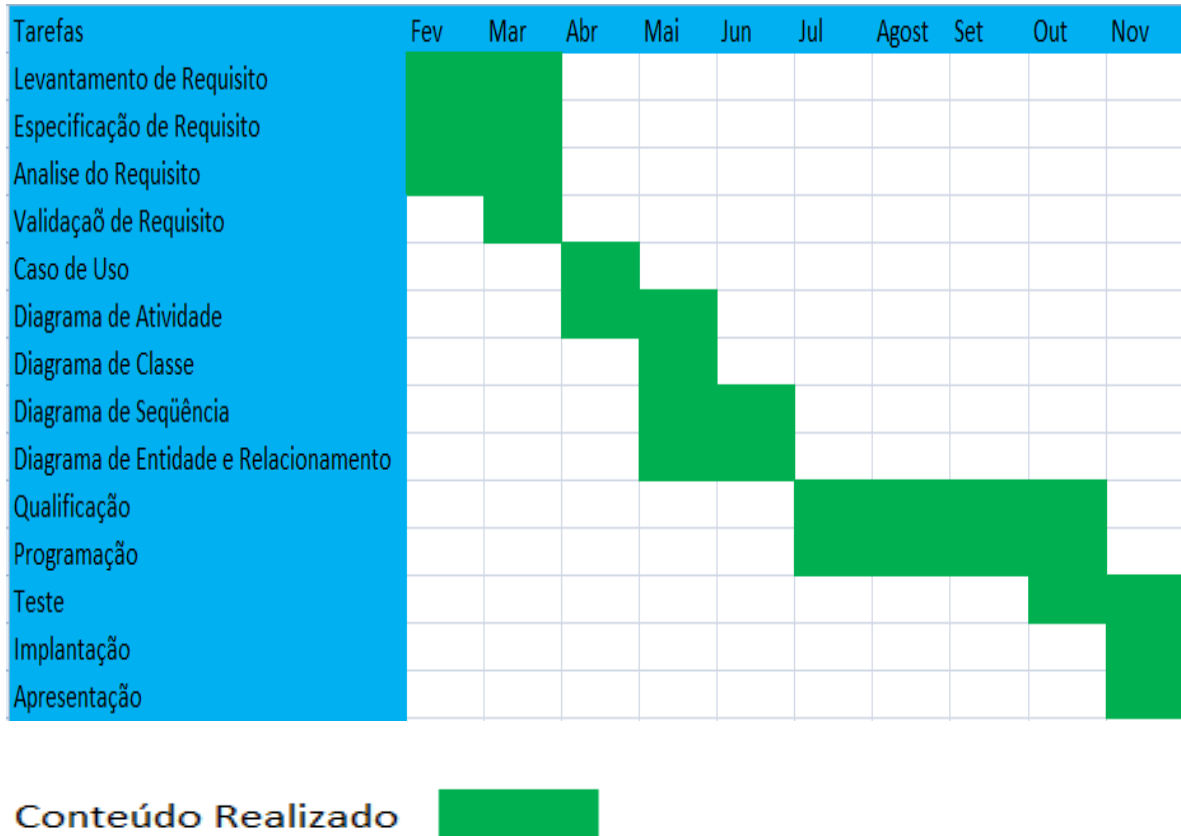 Tarefas Fev Mar Abr Mai Jun Jul Agost Set Out Nov
Levantamento de Requisito
Especificação de Requisito
Analise do Requisito
Validaçaõ de Requisito
Caso de Uso
Diagrama de Atividade
Diagrama de Classe
Diagrama de Seqüência
Diagrama de Entidade e Relacionamento
Qualificação
Programação
Teste
Implantação
Apresentação
Conteúdo Realizado